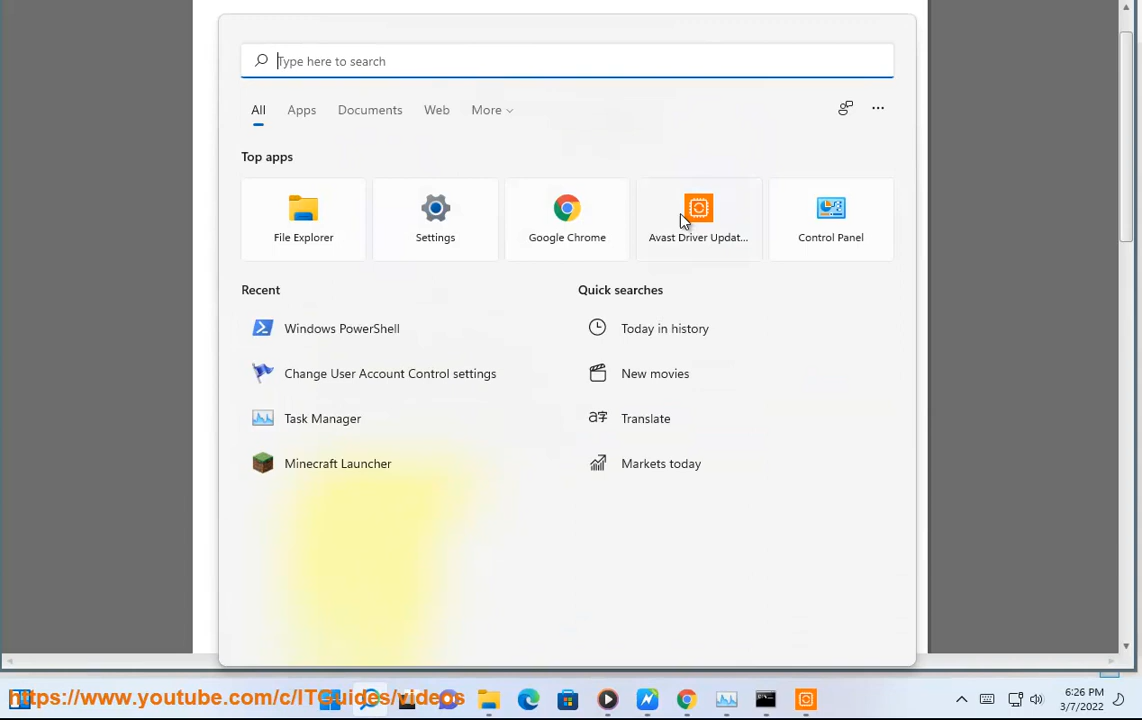 Type here to search
All Apps Documents Web More
Top apps
File Explorer Settings Google Chrome Avast Driver Updat... Control Panel
Recent Quick searches
Windows PowerShell Today in history
Change User Account Control settings New movies
Task Manager Translate
Minecraft Launcher Markets today
https://www.youtube.com/c/ITGuides/videos
6:26 PM
3/7/2022